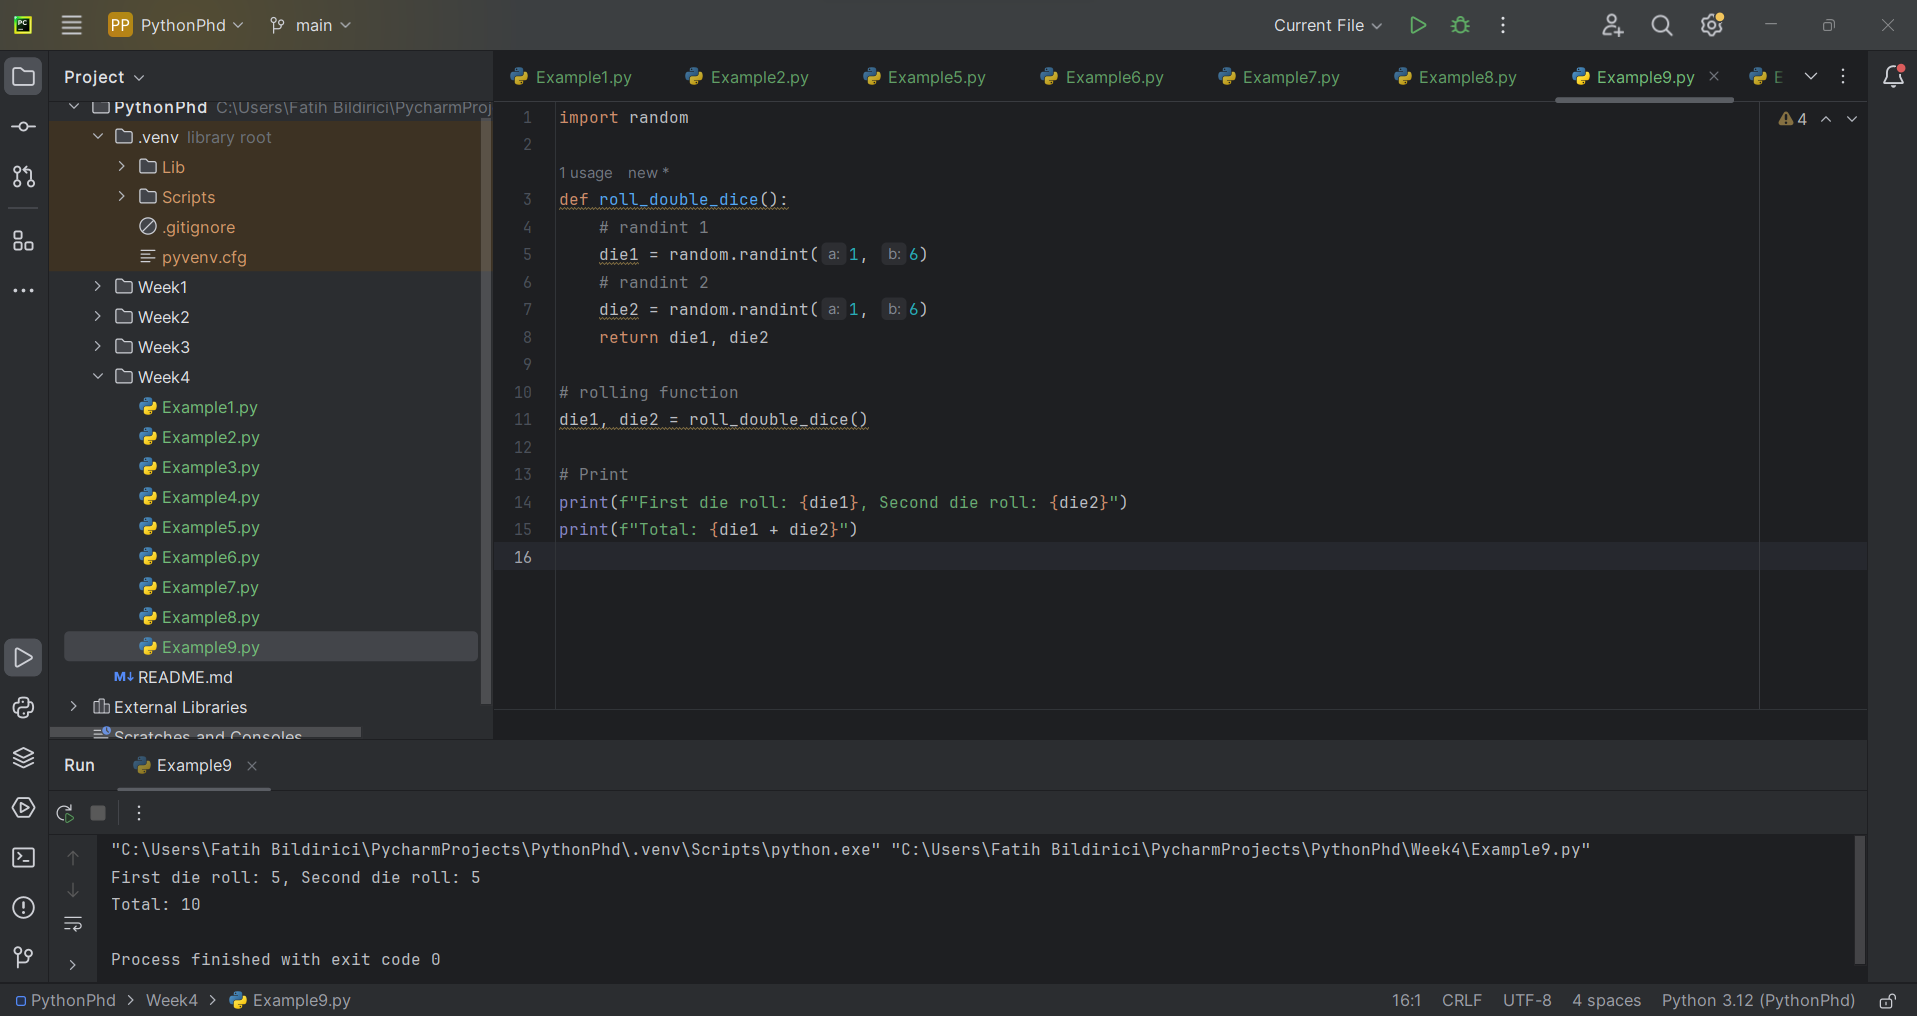 PC
PP PythonPhd main Current File
Project
Example1.py Example2.py Example5.py Example6.py Example7.py Example8.py Example9.py E
PythonPhd C:\Users\Fatih Bildirici\PycharmProj
.venv library root
Lib
Scripts
.gitignore
pyvenv.cfg
Week1
Week2
Week3
Week4
Example1.py
Example2.py
Example3.py
Example4.py
Example5.py
Example6.py
Example7.py
Example8.py
Example9.py
M↓ README.md
External Libraries
Scratches and Consoles
4
1 import random
2
1 usage new *
3 def roll_double_dice():
4 # randint 1
5 die1 = random.randint( a: 1, b: 6)
6 # randint 2
7 die2 = random.randint( a: 1, b: 6)
8 return die1, die2
9
10 # rolling function
11 die1, die2 = roll_double_dice()
12
13 # Print
14 print(f"First die roll: {die1}, Second die roll: {die2}")
15 print(f"Total: {die1 + die2}")
16
Run Example9
"C:\Users\Fatih Bildirici\PycharmProjects\PythonPhd\.venv\Scripts\python.exe" "C:\Users\Fatih Bildirici\PycharmProjects\PythonPhd\Week4\Example9.py"
First die roll: 5, Second die roll: 5
Total: 10
Process finished with exit code 0
PythonPhd > Week4 > Example9.py 16:1 CRLF UTF-8 4 spaces Python 3.12 (PythonPhd)